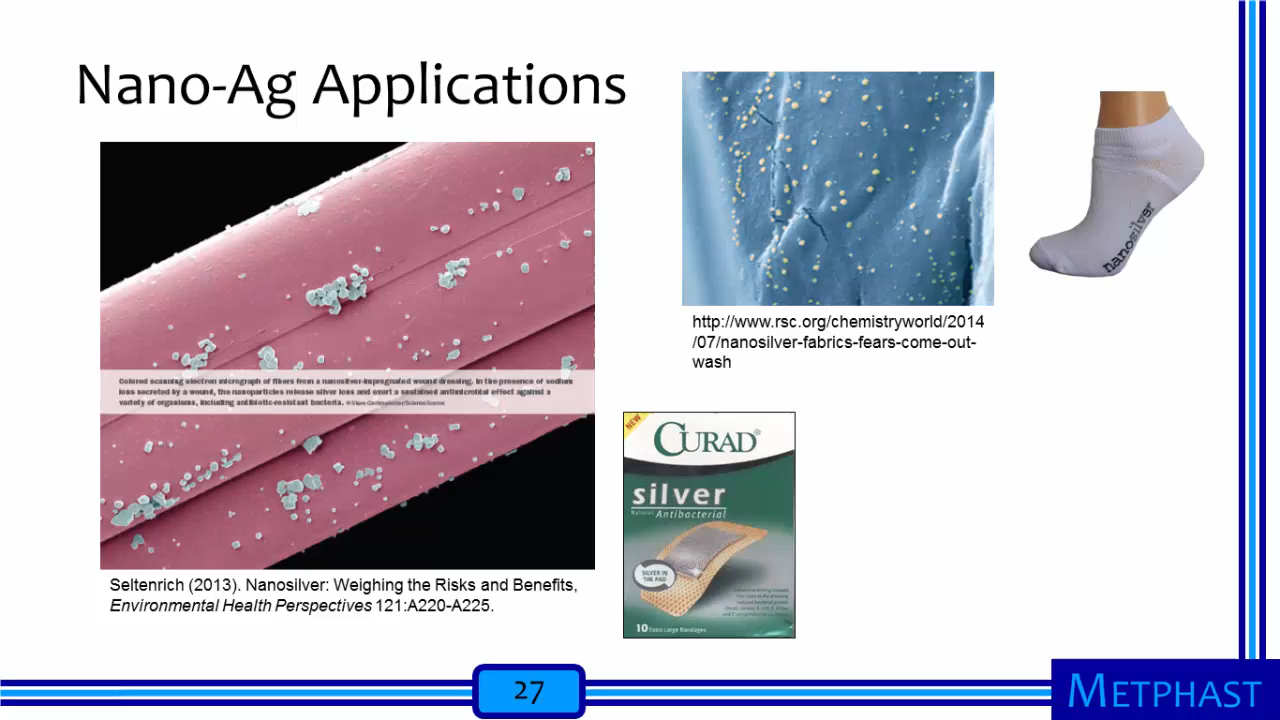 Nano-Ag Applications
Colored scanning electron micrograph of fibers from a nanosilver-impregnated wound dressing. In the presence of sodium
ions secreted by a wound, the nanoparticles release silver ions and exert a sustained antimicrobial effect against a
variety of organisms, including antibiotic-resistant bacteria.
Seltenrich (2013). Nanosilver: Weighing the Risks and Benefits,
Environmental Health Perspectives 121:A220-A225.
nanosilver
http://www.rsc.org/chemistryworld/2014
/07/nanosilver-fabrics-fears-come-out-
wash
NEW
CURAD®
silver
Natural Antibacterial
SILVER IN
THE PAD
10 Extra Large Bandages
27
METPHAST